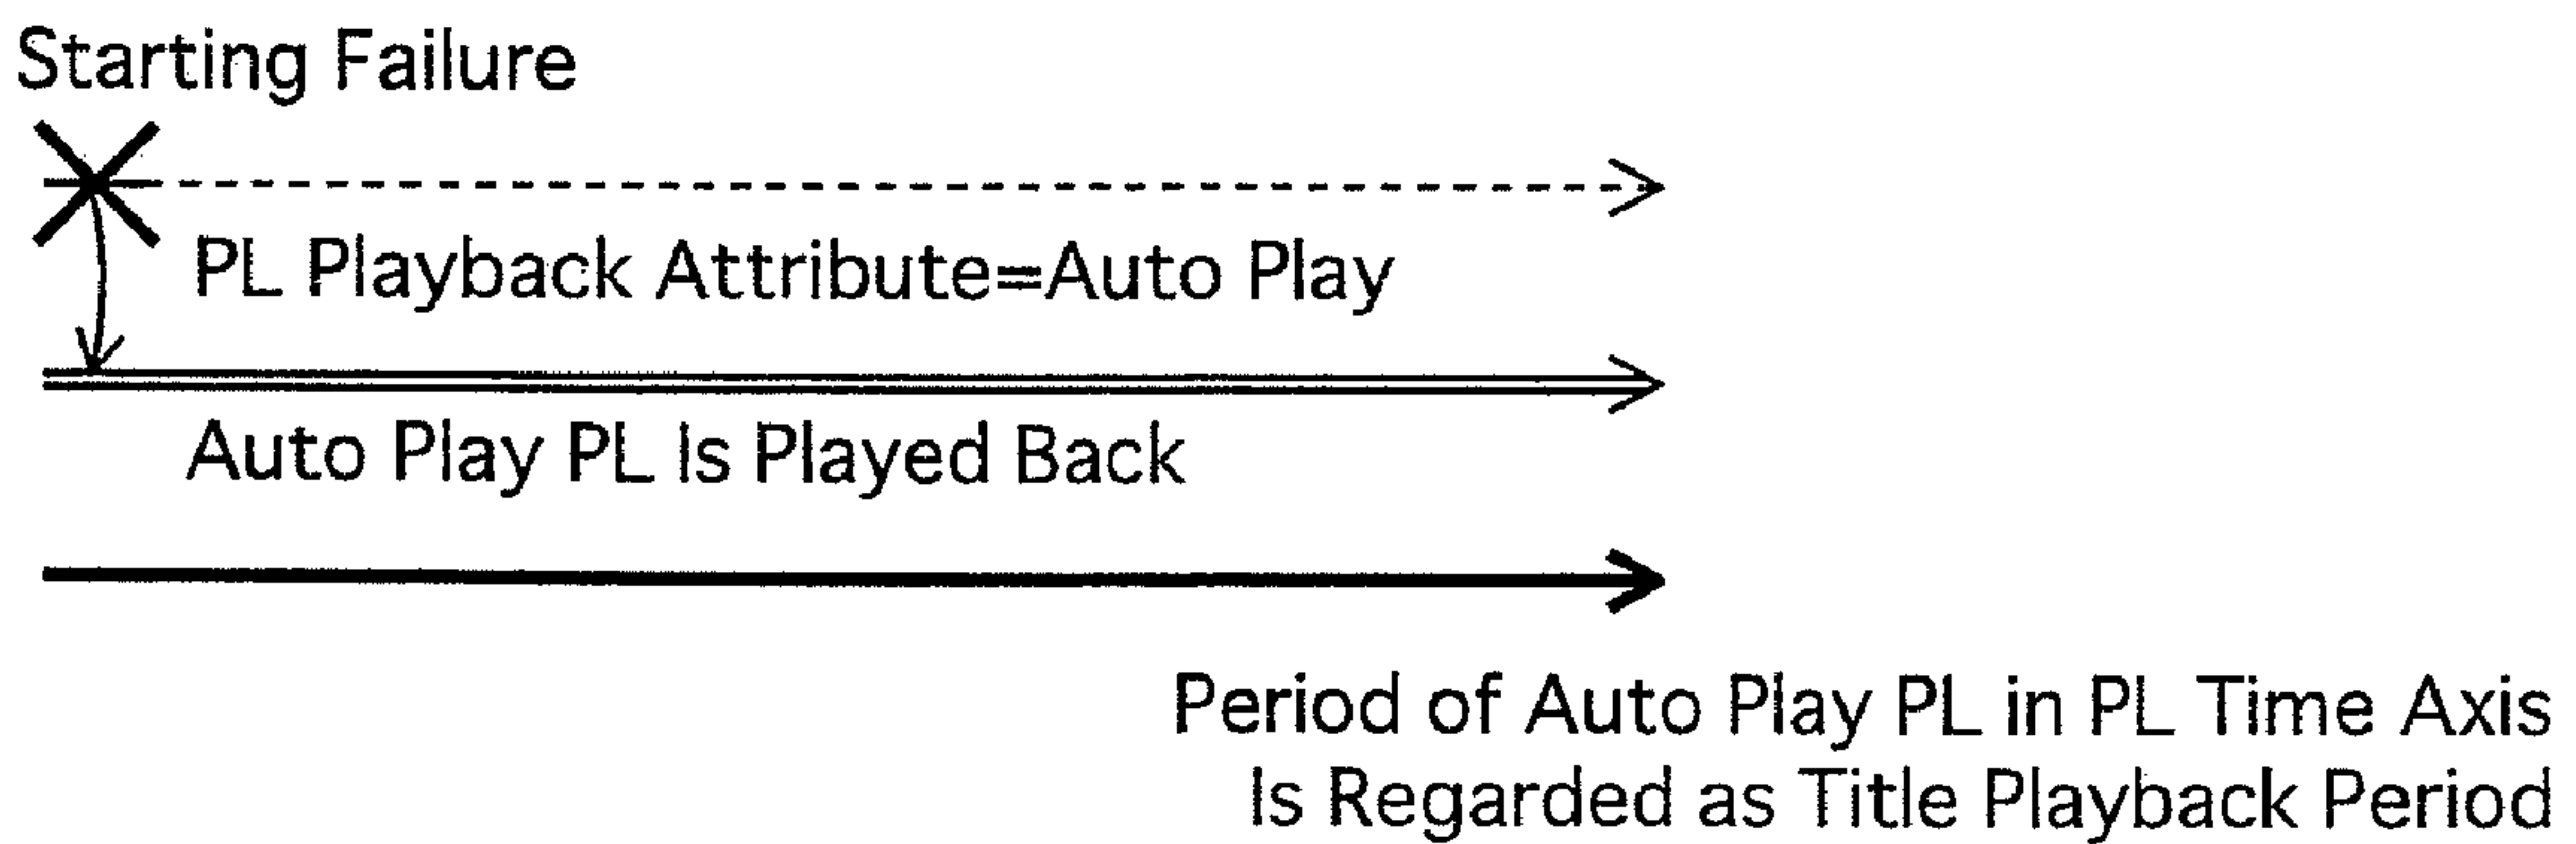 Starting Failure
PL Playback Attribute=Auto Play
Auto Play PL Is Played Back
Period of Auto Play PL in PL Time Axis
Is Regarded as Title Playback Period